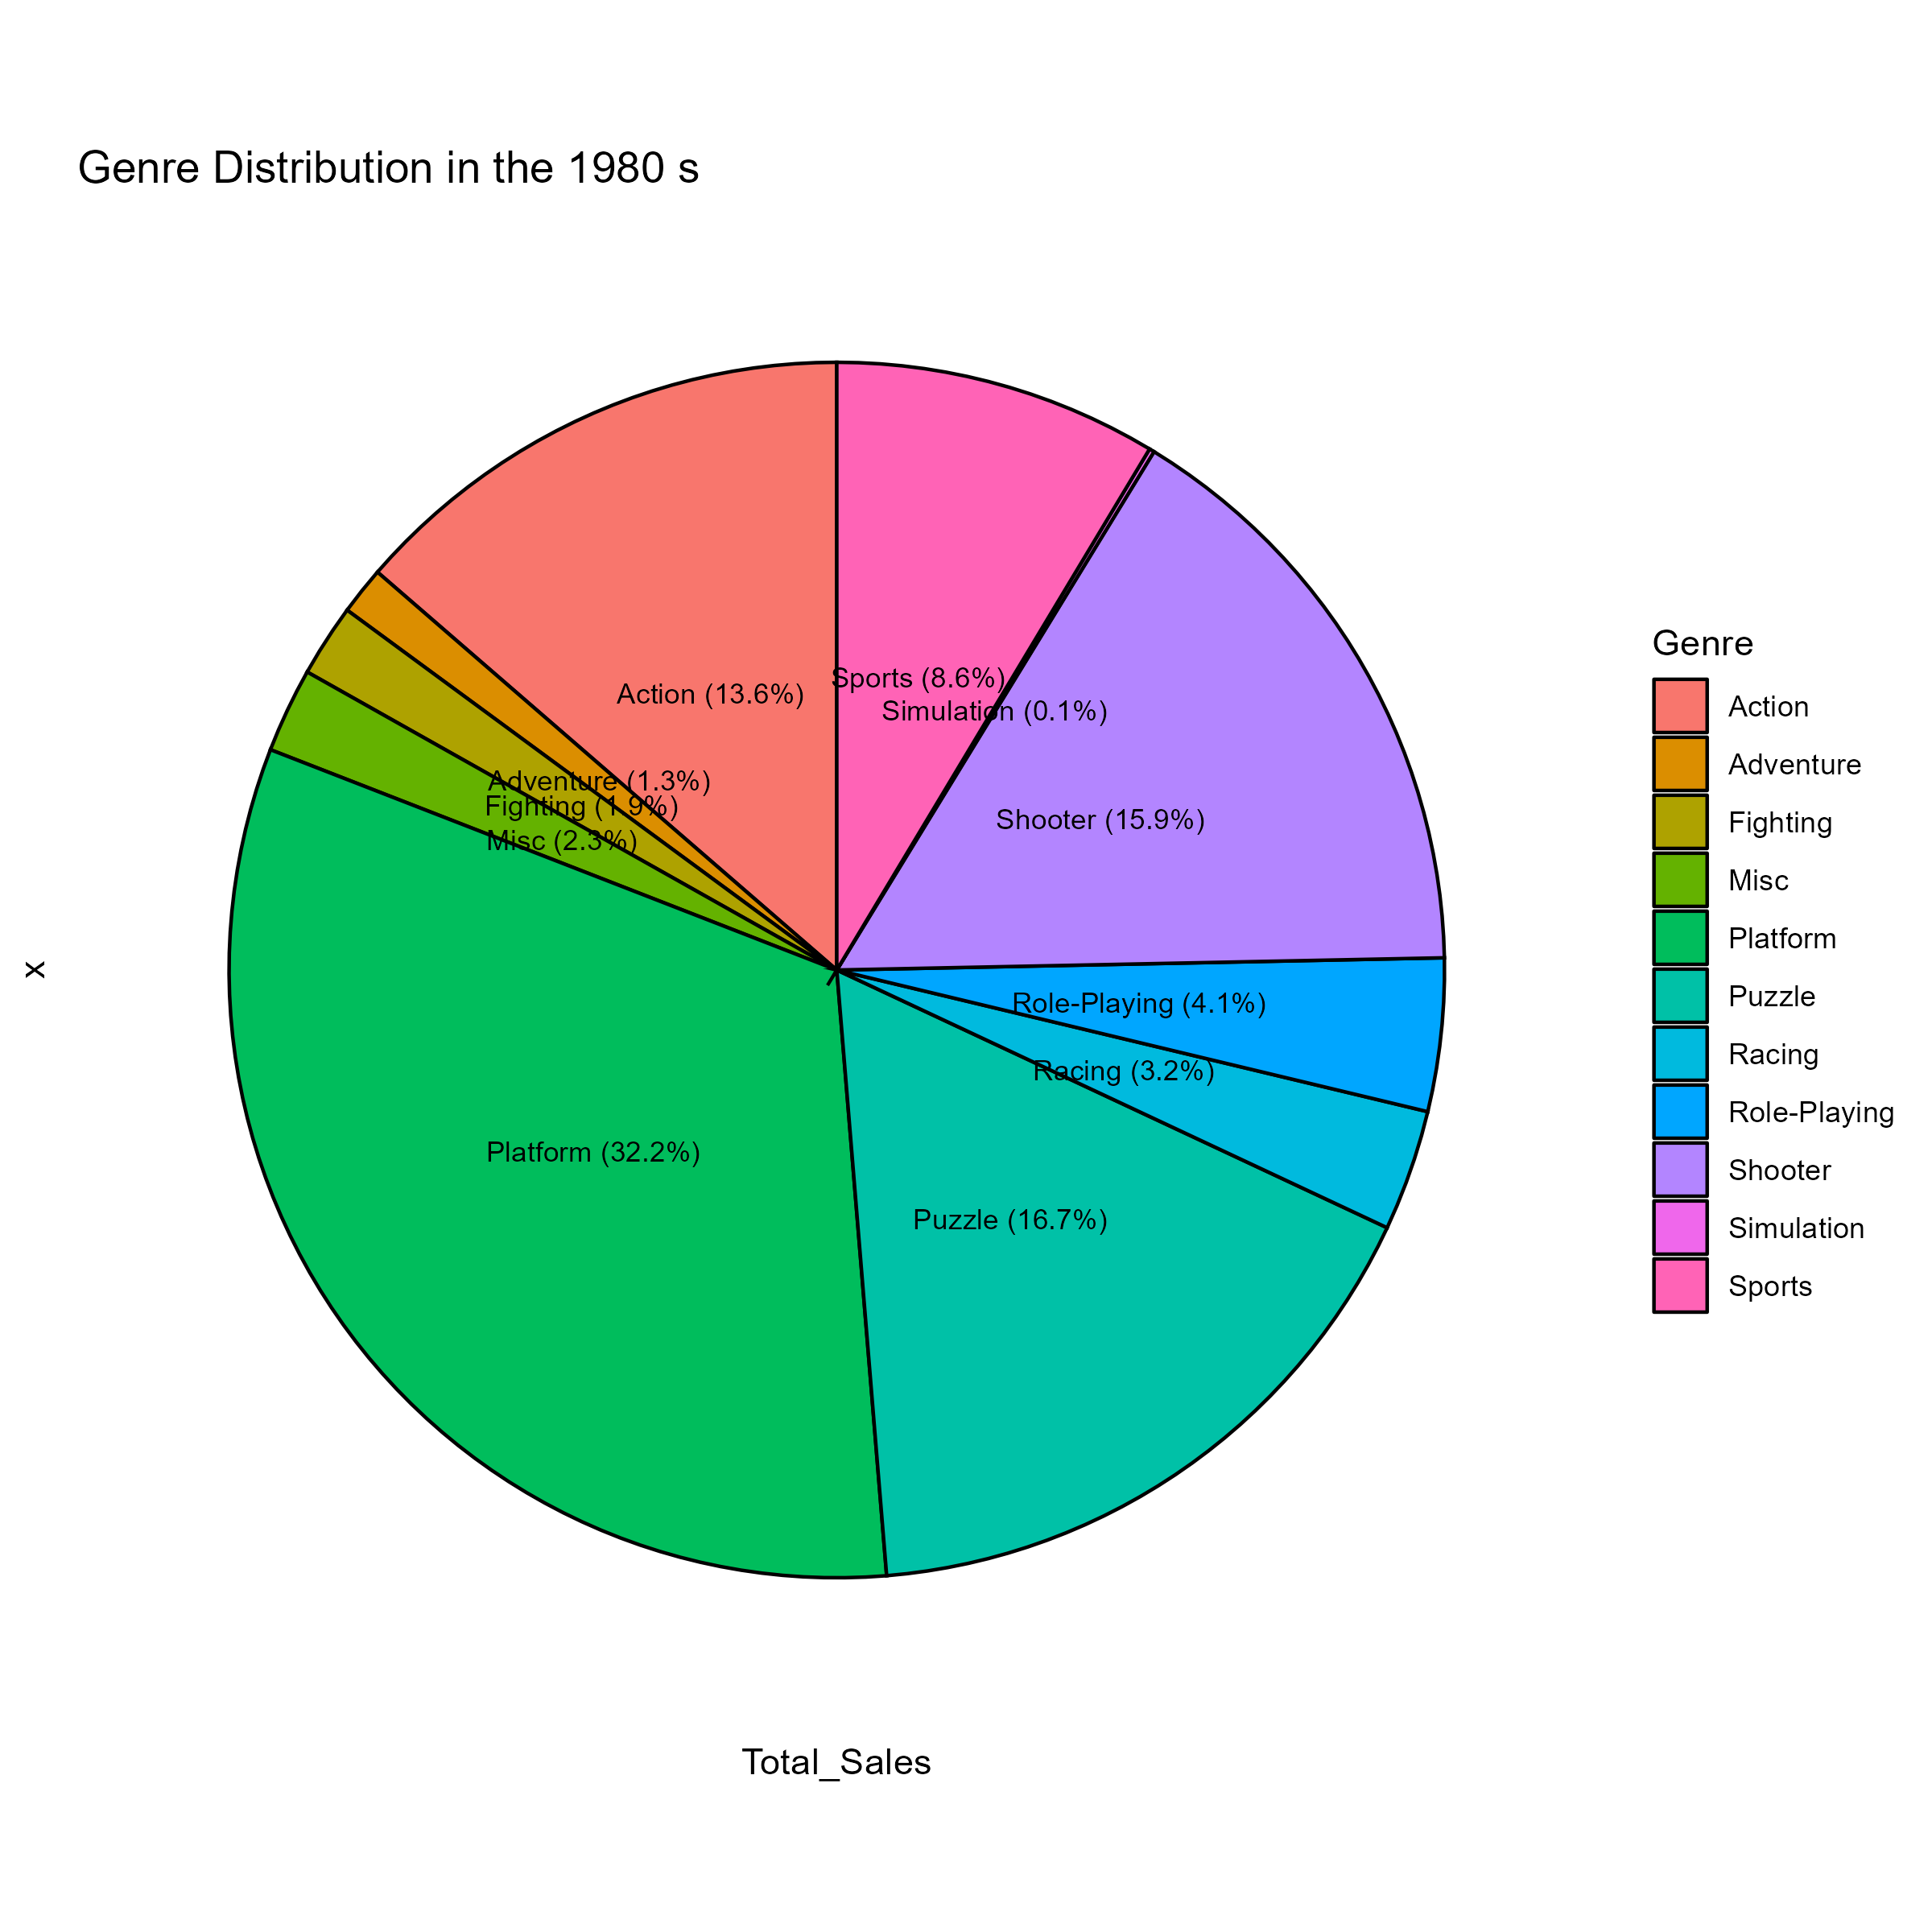 Genre Distribution in the 1980 s
Sports (8.6%)
Action (13.6%)
Simulation (0.1%)
Adventure (1.3%)
Fighting (1.9%)
Shooter (15.9%)
Misc (2.3%)
x
Role-Playing (4.1%)
Racing (3.2%)
Platform (32.2%)
Puzzle (16.7%)
Total_Sales
Genre
Action
Adventure
Fighting
Misc
Platform
Puzzle
Racing
Role-Playing
Shooter
Simulation
Sports